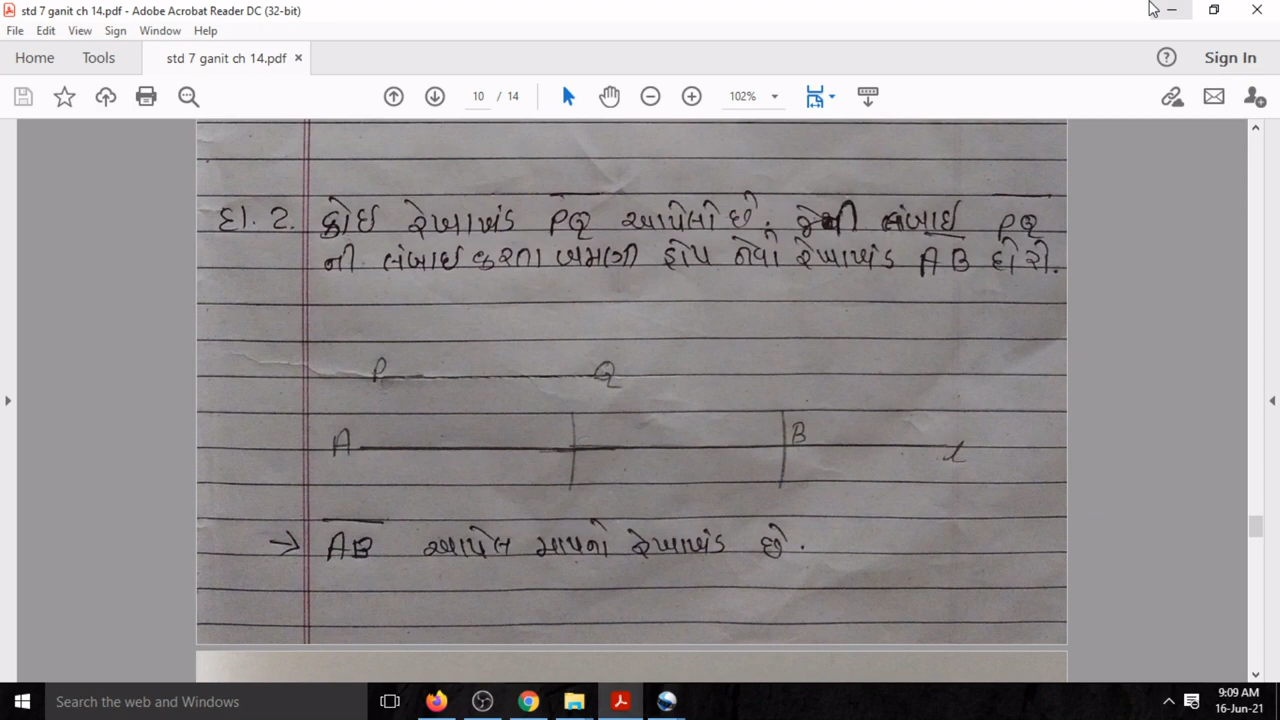 std 7 ganit ch 14.pdf - Adobe Acrobat Reader DC (32-bit)
File Edit View Sign Window Help
Home Tools std 7 ganit ch 14.pdf × Sign In
10 / 14 102%
દા. 2. કોઇ રેખાખંડ PQ આપેલો છે. જેની લંબાઇ PQ
ની લંબાઇ કરતા બમણી હોય તેવો રેખાખંડ AB દોરો.
P Q
A B l
→ AB આપેલ માપનો રેખાખંડ છે.
Search the web and Windows 9:09 AM
16-Jun-21